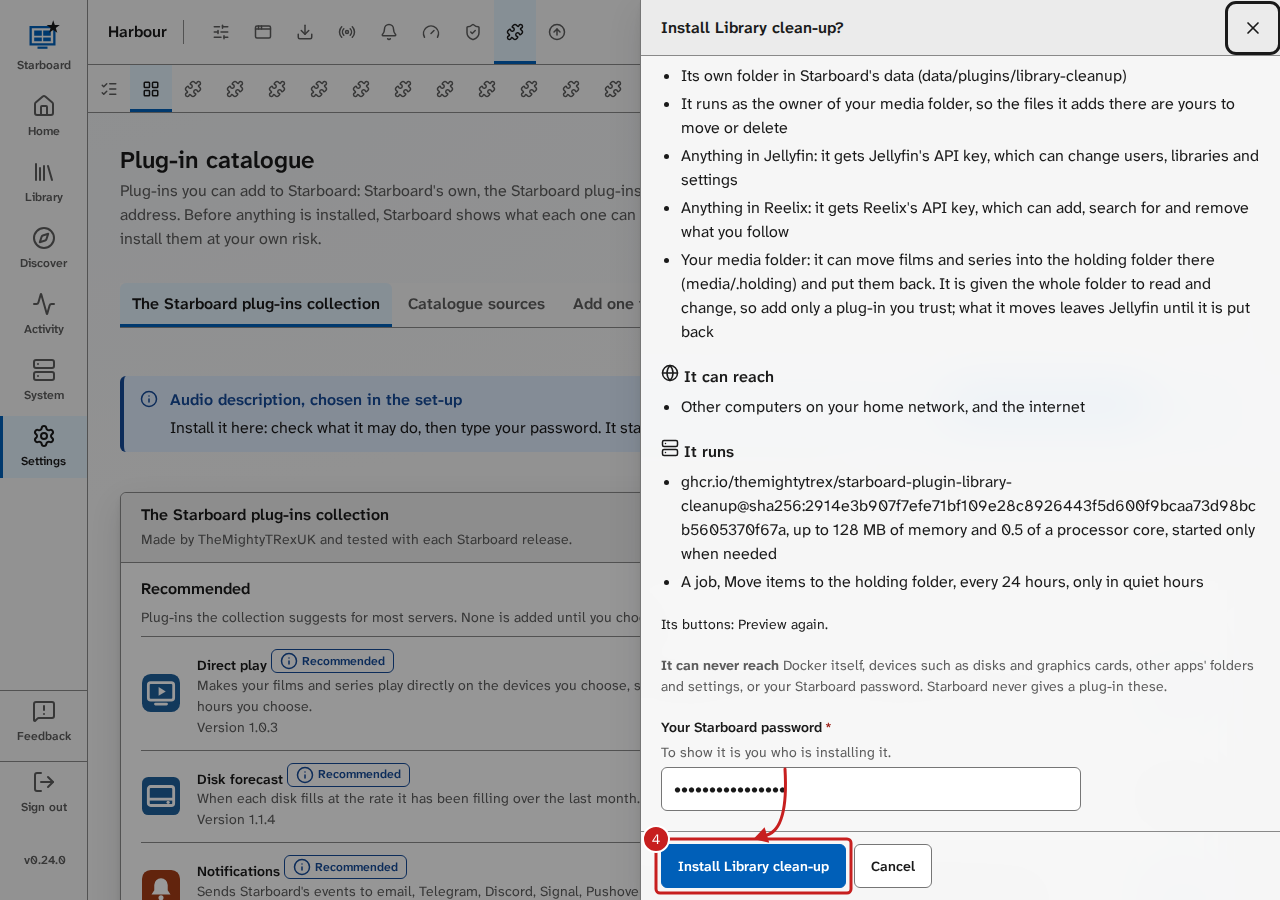 Starboard
Home
Library
Discover
Activity
System
Settings
Feedback
Sign out
v0.24.0
Harbour
Plug-in catalogue
Plug-ins you can add to Starboard: Starboard's own, the Starboard plug-ins
address. Before anything is installed, Starboard shows what each one can
install them at your own risk.
The Starboard plug-ins collection
Catalogue sources
Add one
Audio description, chosen in the set-up
Install it here: check what it may do, then type your password. It sta
The Starboard plug-ins collection
Made by TheMightyTRexUK and tested with each Starboard release.
Recommended
Plug-ins the collection suggests for most servers. None is added until you cho
Direct play
Recommended
Makes your films and series play directly on the devices you choose, s
hours you choose.
Version 1.0.3
Disk forecast
Recommended
When each disk fills at the rate it has been filling over the last month.
Version 1.1.4
Notifications
Recommended
Sends Starboard's events to email, Telegram, Discord, Signal, Pushove
Install Library clean-up?
• Its own folder in Starboard's data (data/plugins/library-cleanup)
• It runs as the owner of your media folder, so the files it adds there are yours to
move or delete
• Anything in Jellyfin: it gets Jellyfin's API key, which can change users, libraries and
settings
• Anything in Reelix: it gets Reelix's API key, which can add, search for and remove
what you follow
• Your media folder: it can move films and series into the holding folder there
(media/.holding) and put them back. It is given the whole folder to read and
change, so add only a plug-in you trust; what it moves leaves Jellyfin until it is put
back
It can reach
• Other computers on your home network, and the internet
It runs
• ghcr.io/themightytrex/starboard-plugin-library-
cleanup@sha256:2914e3b907f7efe71bf109e28c8926443f5d600f9bcaa73d98bc
b5605370f67a, up to 128 MB of memory and 0.5 of a processor core, started only
when needed
• A job, Move items to the holding folder, every 24 hours, only in quiet hours
Its buttons: Preview again.
It can never reach Docker itself, devices such as disks and graphics cards, other apps' folders
and settings, or your Starboard password. Starboard never gives a plug-in these.
Your Starboard password *
To show it is you who is installing it.
••••••••••••••••
4
Install Library clean-up
Cancel